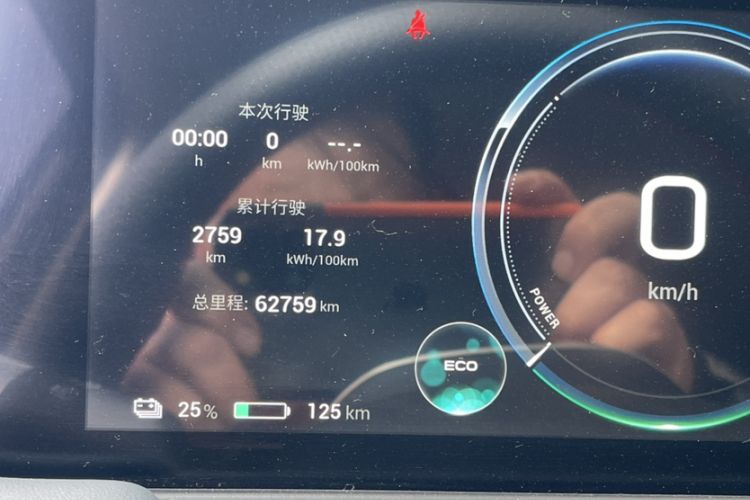 本次行驶
00:00 0 --.-
h km kWh/100km
累计行驶
2759 17.9
km kWh/100km
总里程: 62759 km
25% 125 km
ECO
POWER
0
km/h